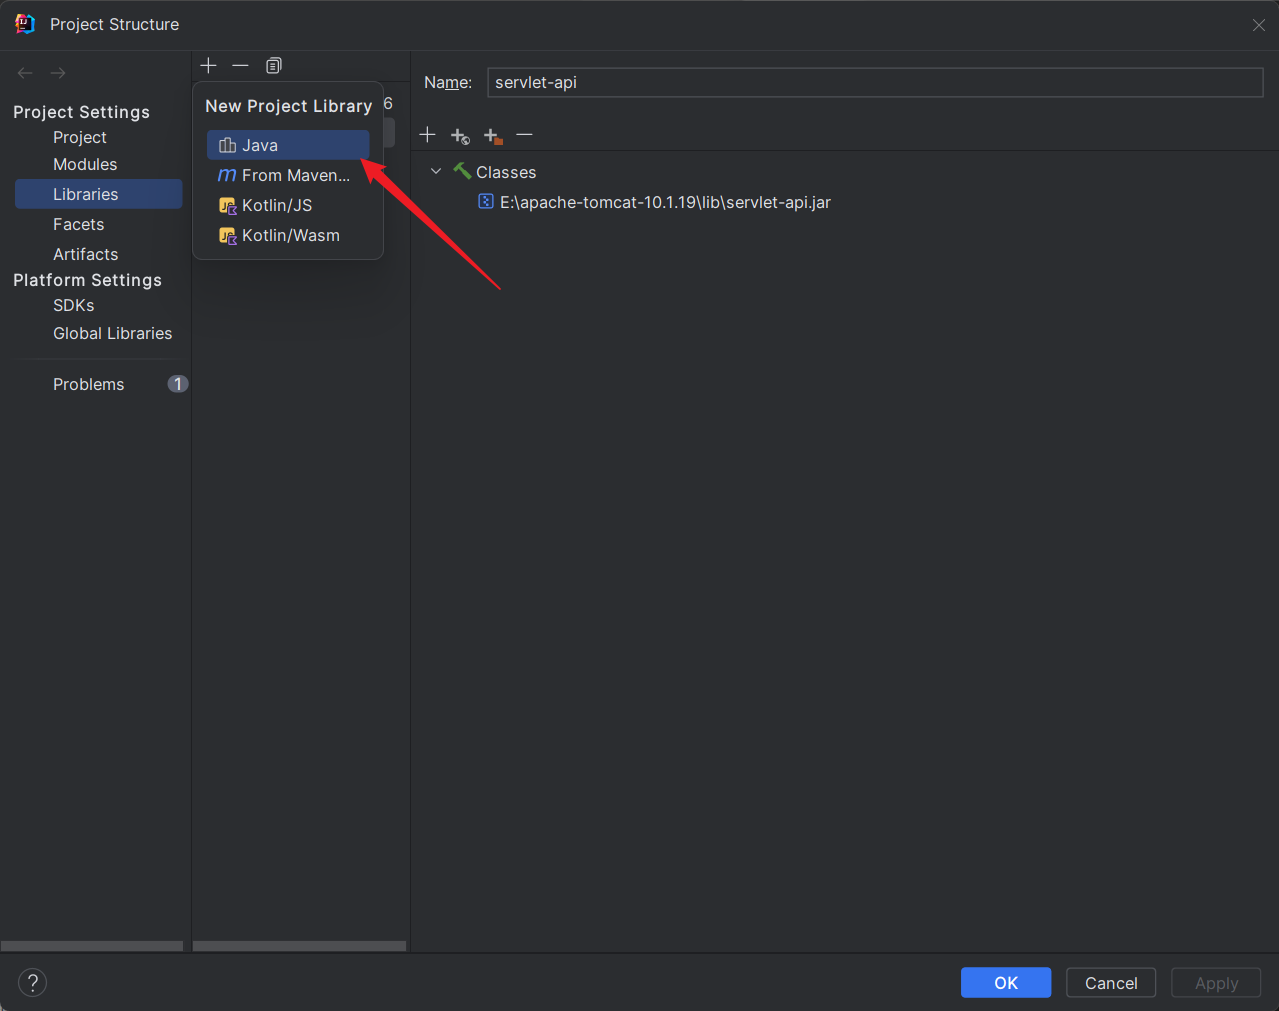 Project Structure
Project Settings
Project
Modules
Libraries
Facets
Artifacts
Platform Settings
SDKs
Global Libraries
Problems 1
6
New Project Library
Java
From Maven...
Kotlin/JS
Kotlin/Wasm
Name: servlet-api
Classes
E:\apache-tomcat-10.1.19\lib\servlet-api.jar
?
OK
Cancel
Apply